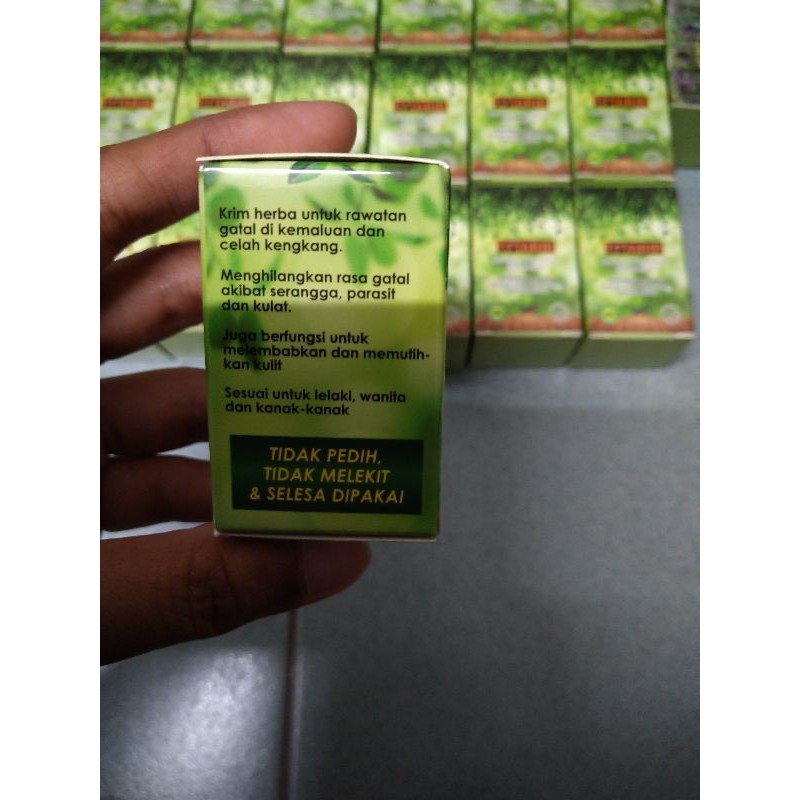 Krim herba untuk rawatan
gatal di kemaluan dan
celah kengkang.
Menghilangkan rasa gatal
akibat serangga, parasit
dan kulat.
Juga berfungsi untuk
melembabkan dan memutih-
kan kulit
Sesuai untuk lelaki, wanita
dan kanak-kanak
TIDAK PEDIH,
TIDAK MELEKIT
& SELESA DIPAKAI